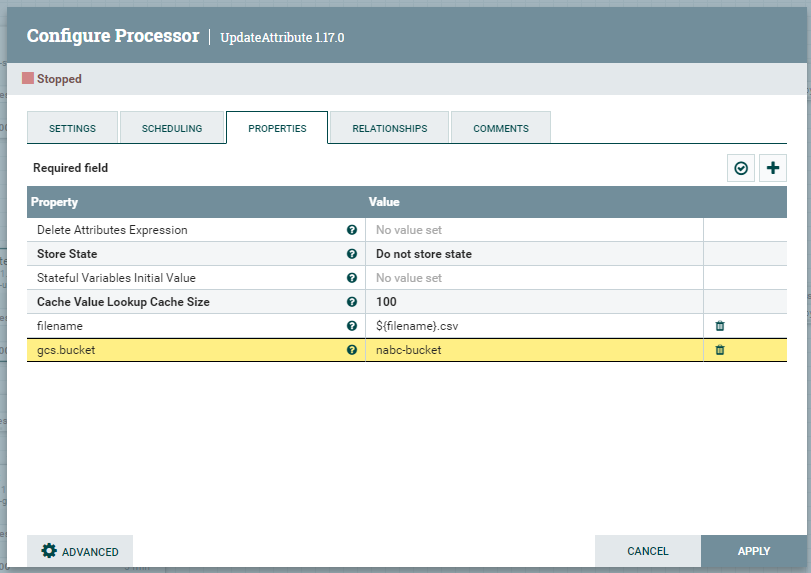 Configure Processor | UpdateAttribute 1.17.0
Stopped
SETTINGS SCHEDULING PROPERTIES RELATIONSHIPS COMMENTS
Required field
Property Value
Delete Attributes Expression No value set
Store State Do not store state
Stateful Variables Initial Value No value set
Cache Value Lookup Cache Size 100
filename ${filename}.csv
gcs.bucket nabc-bucket
ADVANCED CANCEL APPLY